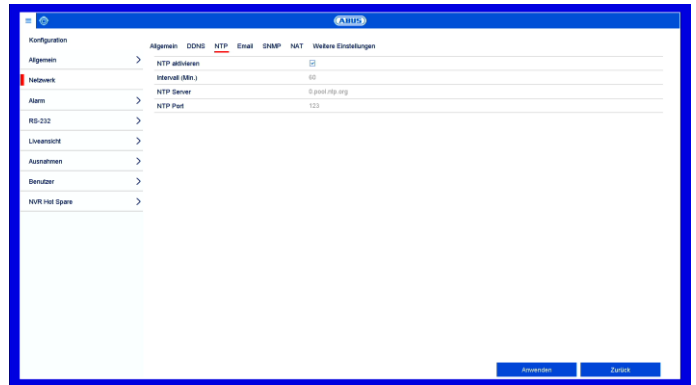 ABUS
Konfiguration
Allgemein DDNS NTP Email SNMP NAT Weitere Einstellungen
Allgemein
Netzwerk
Alarm
RS-232
Liveansicht
Ausnahmen
Benutzer
NVR Hot Spare
NTP aktivieren
Intervall (Min.) 60
NTP Server 0.pool.ntp.org
NTP Port 123
Anwenden Zurück